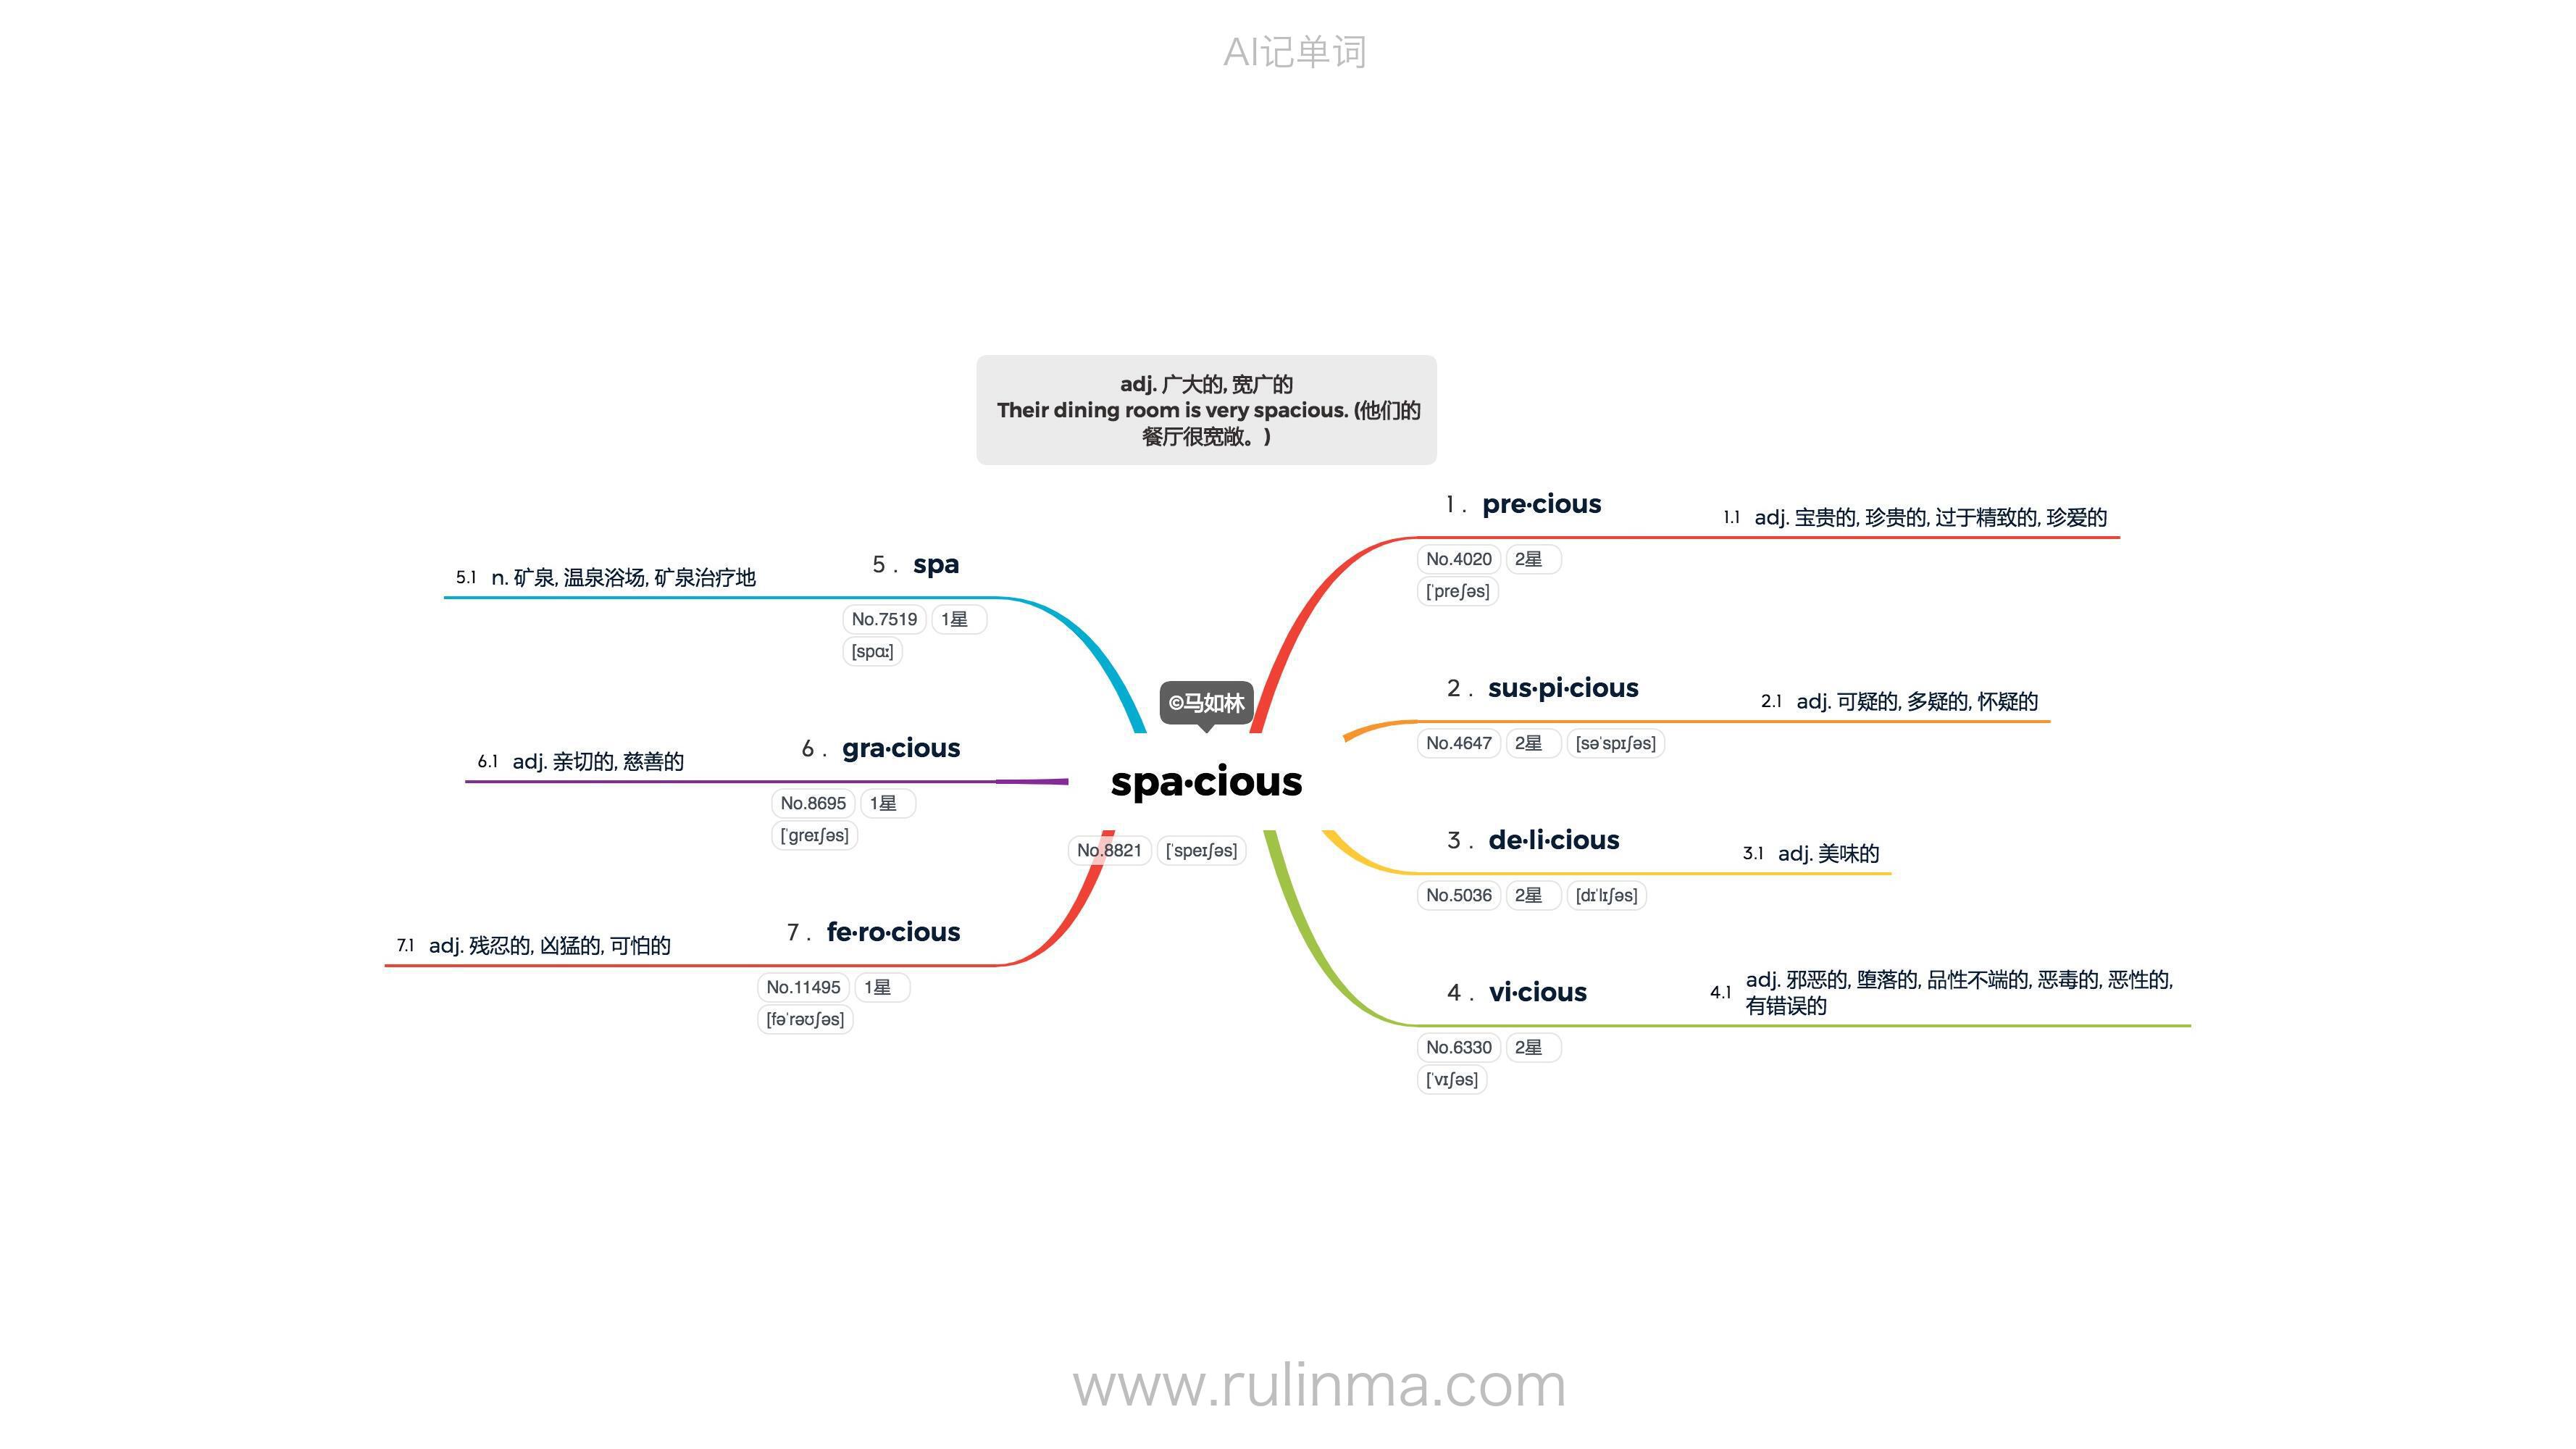 AI记单词
adj. 广大的, 宽广的
Their dining room is very spacious. (他们的
餐厅很宽敞。)
©马如林
spa·cious
No.8821 [ˈspeɪʃəs]
1 . pre·cious
No.4020 2星
[ˈpreʃəs]
1.1 adj. 宝贵的, 珍贵的, 过于精致的, 珍爱的
2 . sus·pi·cious
No.4647 2星 [səˈspɪʃəs]
2.1 adj. 可疑的, 多疑的, 怀疑的
3 . de·li·cious
No.5036 2星 [dɪˈlɪʃəs]
3.1 adj. 美味的
4 . vi·cious
No.6330 2星
[ˈvɪʃəs]
4.1 adj. 邪恶的, 堕落的, 品性不端的, 恶毒的, 恶性的,
有错误的
5 . spa
No.7519 1星
[spɑː]
5.1 n. 矿泉, 温泉浴场, 矿泉治疗地
6 . gra·cious
No.8695 1星
[ˈɡreɪʃəs]
6.1 adj. 亲切的, 慈善的
7 . fe·ro·cious
No.11495 1星
[fəˈrəʊʃəs]
7.1 adj. 残忍的, 凶猛的, 可怕的
www.rulinma.com